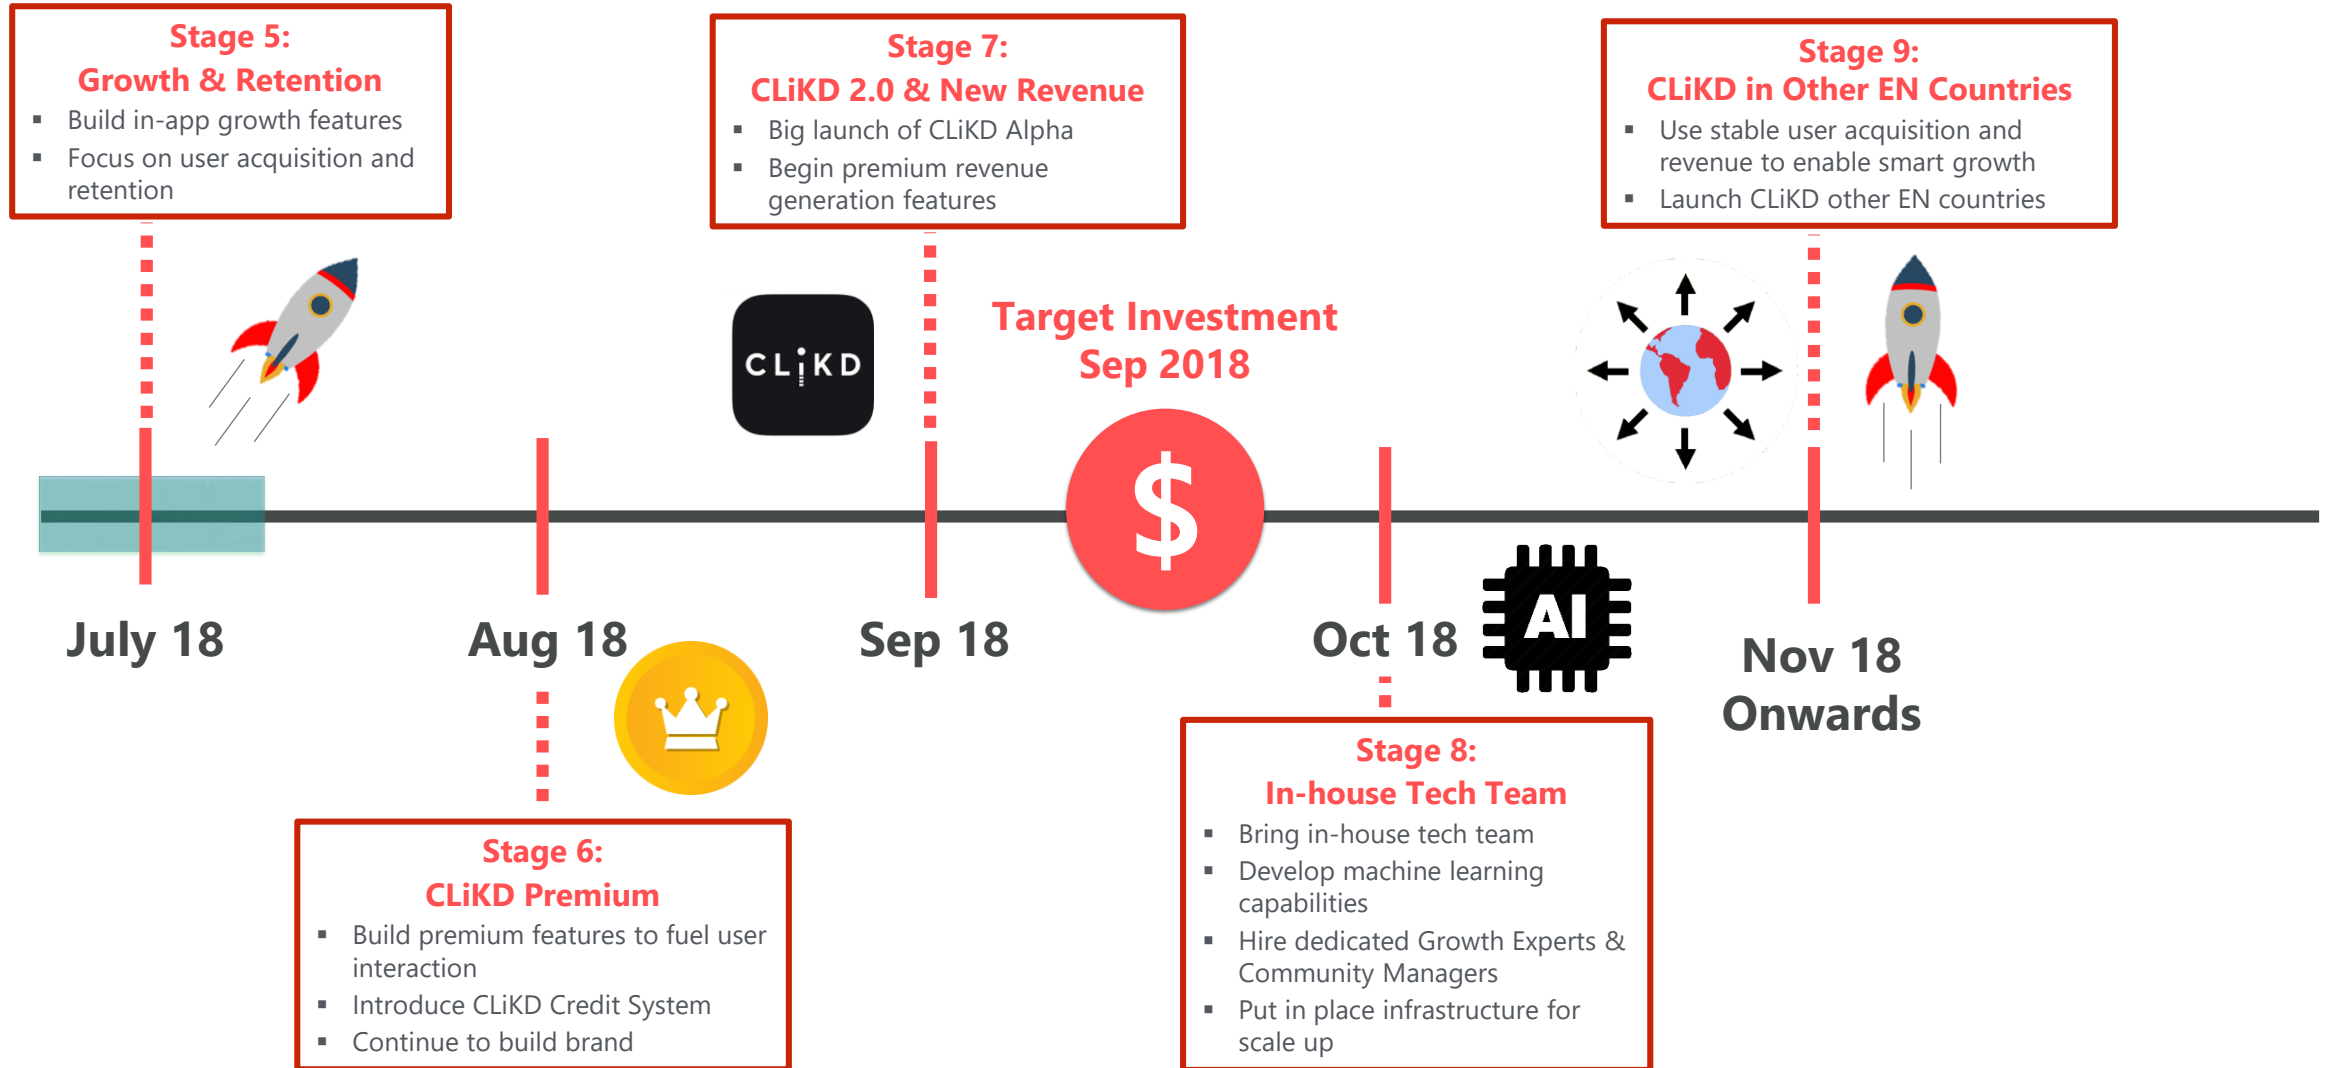 Stage 5:
Growth & Retention
▪ Build in-app growth features
▪ Focus on user acquisition and
retention
Stage 7:
CLiKD 2.0 & New Revenue
▪ Big launch of CLiKD Alpha
▪ Begin premium revenue
generation features
Stage 9:
CLiKD in Other EN Countries
▪ Use stable user acquisition and
revenue to enable smart growth
▪ Launch CLiKD other EN countries
CLiKD
Target Investment
Sep 2018
$
July 18
Aug 18
Sep 18
Oct 18
AI
Nov 18
Onwards
Stage 6:
CLiKD Premium
▪ Build premium features to fuel user
interaction
▪ Introduce CLiKD Credit System
▪ Continue to build brand
Stage 8:
In-house Tech Team
▪ Bring in-house tech team
▪ Develop machine learning
capabilities
▪ Hire dedicated Growth Experts &
Community Managers
▪ Put in place infrastructure for
scale up